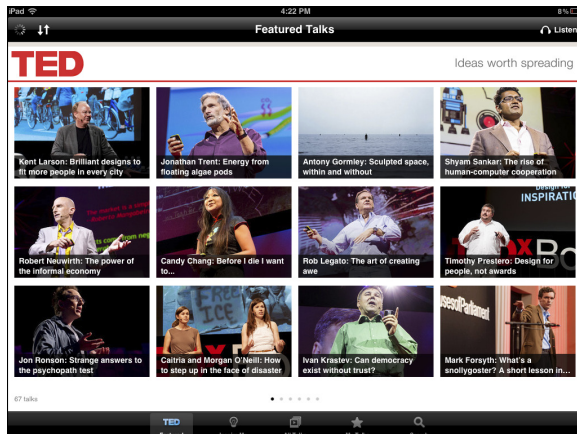 iPad 4:22 PM 8%
Featured Talks Listen
TED Ideas worth spreading
Kent Larson: Brilliant designs to
fit more people in every city
Jonathan Trent: Energy from
floating algae pods
Antony Gormley: Sculpted space,
within and without
Shyam Sankar: The rise of
human-computer cooperation
Robert Neuwirth: The power of
the informal economy
Candy Chang: Before I die I want
to...
Rob Legato: The art of creating
awe
Design for
INSPIRATI
Timothy Prestero: Design for
people, not awards
Jon Ronson: Strange answers to
the psychopath test
Caitria and Morgan O'Neill: How
to step up in the face of disaster
Ivan Krastev: Can democracy
exist without trust?
Mark Forsyth: What's a
snollygoster? A short lesson in...
67 talks
TED